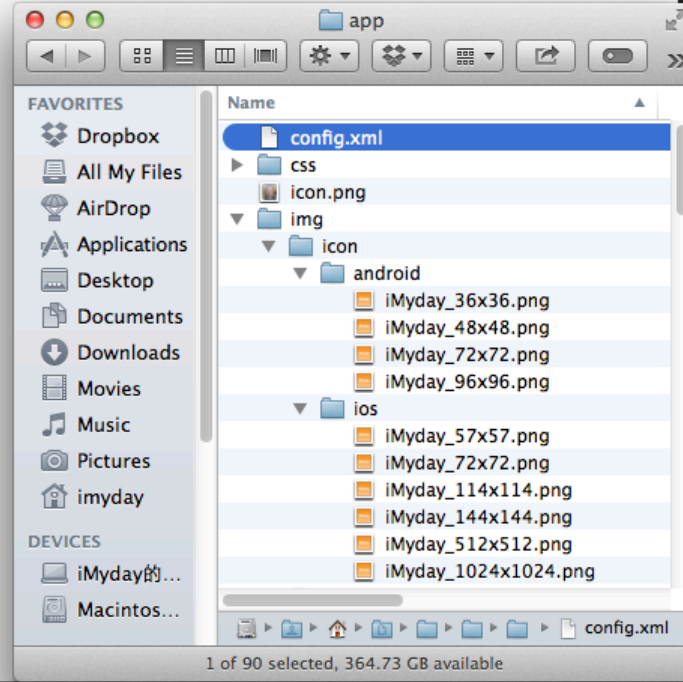 app
FAVORITES
Dropbox
All My Files
AirDrop
Applications
Desktop
Documents
Downloads
Movies
Music
Pictures
imyday
DEVICES
iMyday的...
Macintos...
Name
config.xml
css
icon.png
img
icon
android
iMyday_36x36.png
iMyday_48x48.png
iMyday_72x72.png
iMyday_96x96.png
ios
iMyday_57x57.png
iMyday_72x72.png
iMyday_114x114.png
iMyday_144x144.png
iMyday_512x512.png
iMyday_1024x1024.png
config.xml
1 of 90 selected, 364.73 GB available